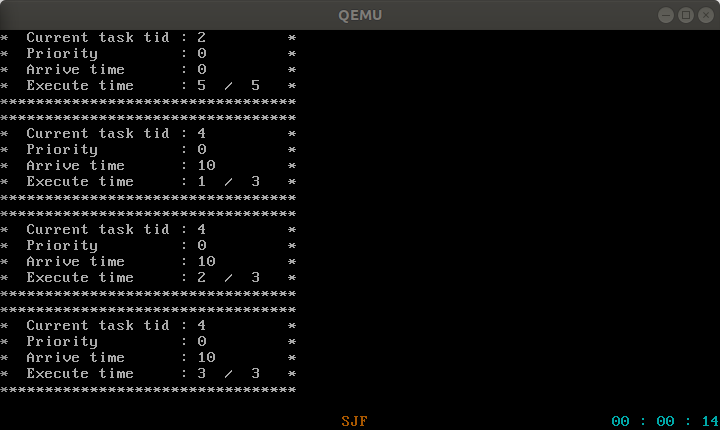 QEMU
*  Current task tid : 2         *
*  Priority         : 0         *
*  Arrive time      : 0         *
*  Execute time     : 5  /  5   *
*********************************
*********************************
*  Current task tid : 4         *
*  Priority         : 0         *
*  Arrive time      : 10        *
*  Execute time     : 1  /  3   *
*********************************
*********************************
*  Current task tid : 4         *
*  Priority         : 0         *
*  Arrive time      : 10        *
*  Execute time     : 2  /  3   *
*********************************
*********************************
*  Current task tid : 4         *
*  Priority         : 0         *
*  Arrive time      : 10        *
*  Execute time     : 3  /  3   *
*********************************
SJF 00 : 00 : 14